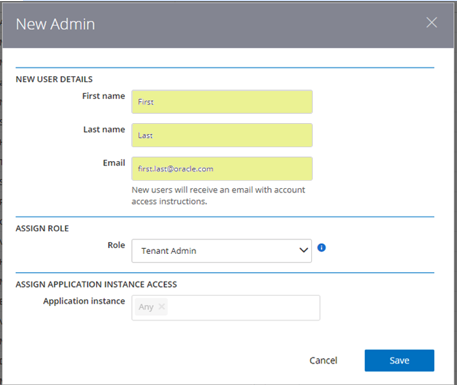 New Admin
NEW USER DETAILS
First name
First
Last name
Last
Email
first.last@oracle.com
New users will receive an email with account
access instructions.
ASSIGN ROLE
Role
Tenant Admin
ASSIGN APPLICATION INSTANCE ACCESS
Application instance
Any
Cancel
Save